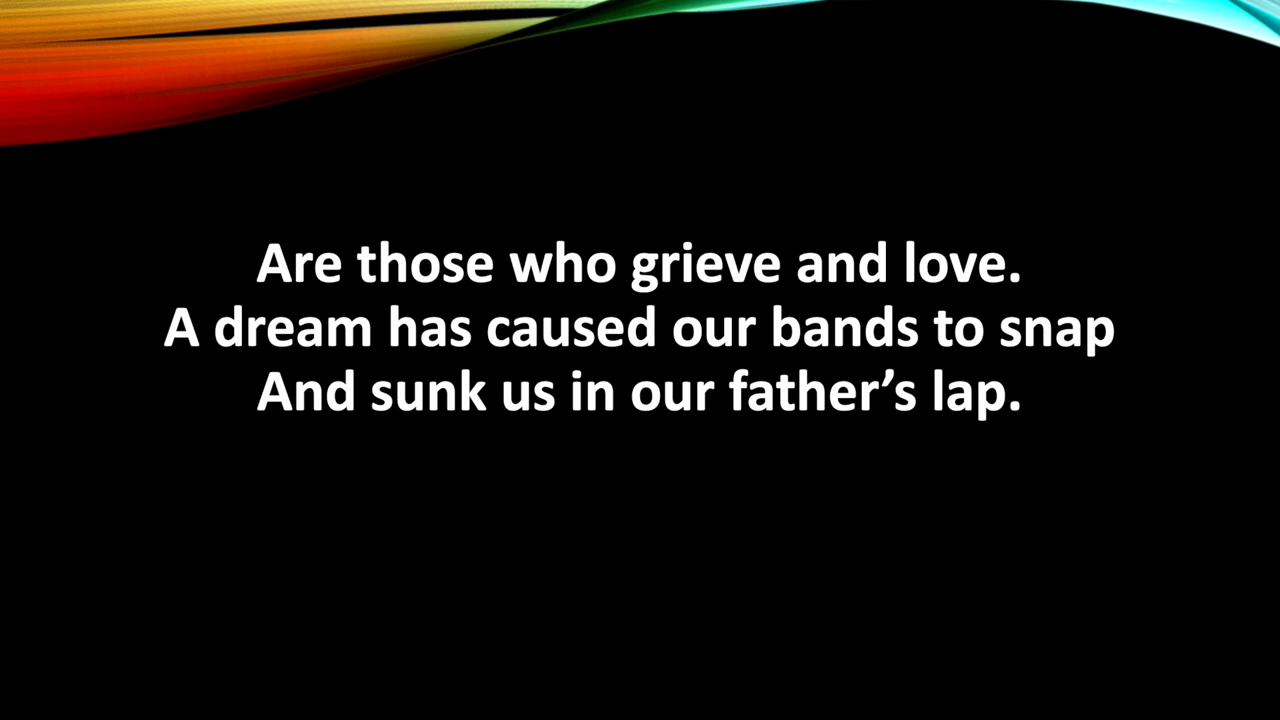 Are those who grieve and love.
A dream has caused our bands to snap
And sunk us in our father’s lap.